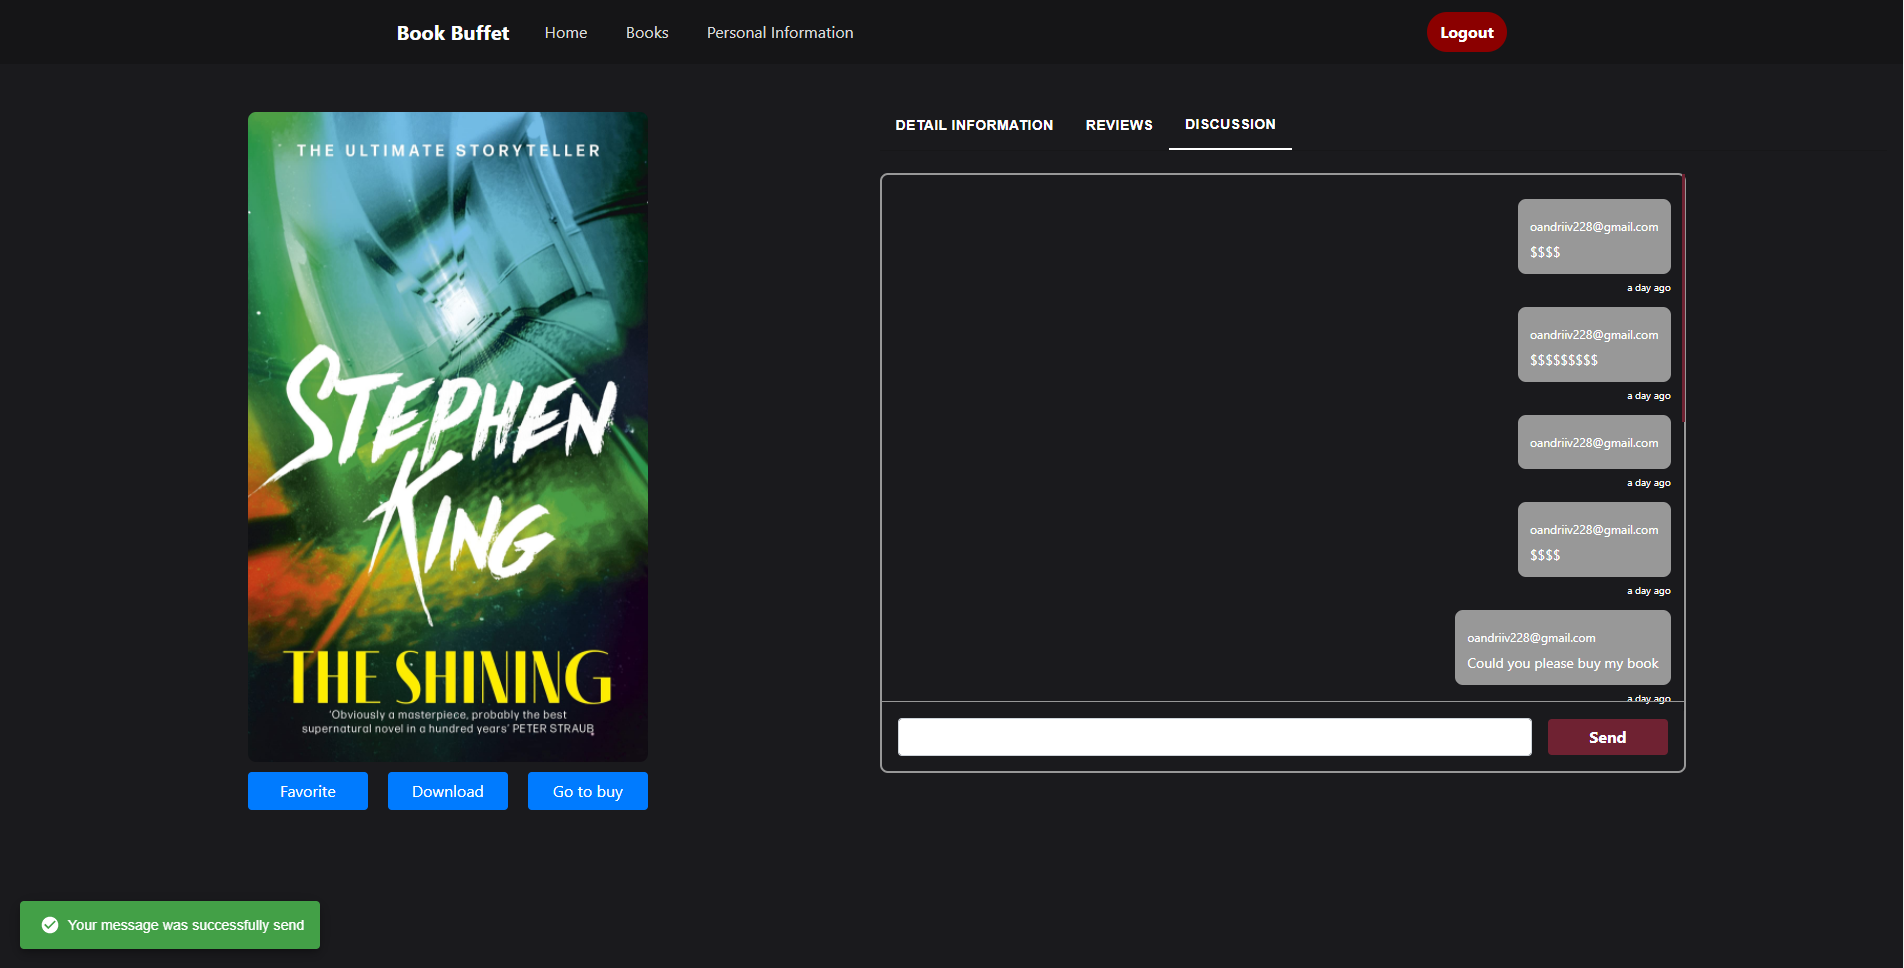 Book Buffet
Home
Books
Personal Information
Logout
THE ULTIMATE STORYTELLER
STEPHEN
KING
THE SHINING
'Obviously a masterpiece, probably the best
supernatural novel in a hundred years' PETER STRAUB
Favorite
Download
Go to buy
DETAIL INFORMATION
REVIEWS
DISCUSSION
oandriiv228@gmail.com
$$$$
a day ago
oandriiv228@gmail.com
$$$$$$$$$
a day ago
oandriiv228@gmail.com
a day ago
oandriiv228@gmail.com
$$$$
a day ago
oandriiv228@gmail.com
Could you please buy my book
a day ago
Send
Your message was successfully send